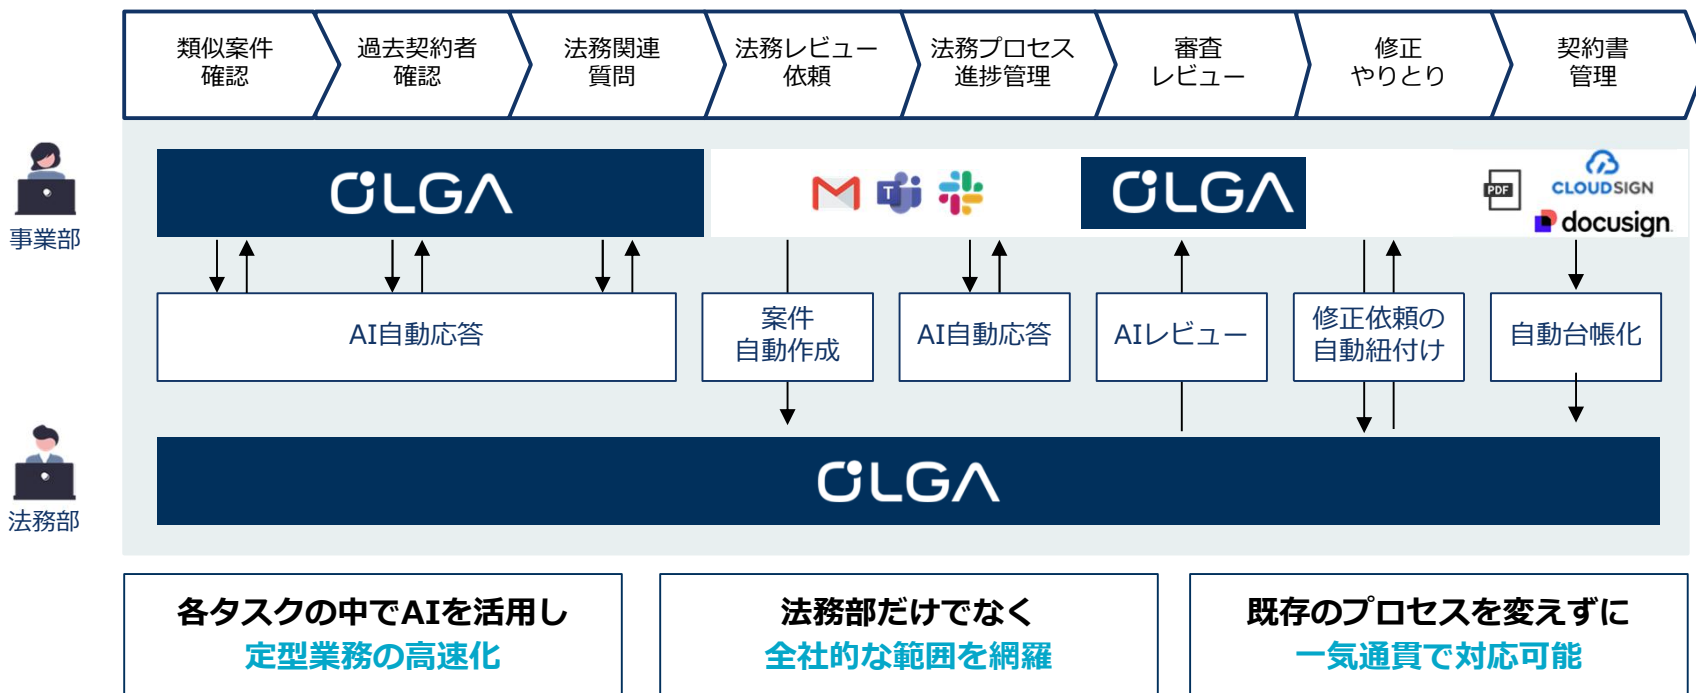 類似案件
確認
過去契約者
確認
法務関連
質問
法務レビュー
依頼
法務プロセス
進捗管理
審査
レビュー
修正
やりとり
契約書
管理
事業部
OLGA
OLGA
PDF
CLOUDSIGN
docusign
AI自動応答
案件
自動作成
AI自動応答
AIレビュー
修正依頼の
自動紐付け
自動台帳化
法務部
OLGA
各タスクの中でAIを活用し
定型業務の高速化
法務部だけでなく
全社的な範囲を網羅
既存のプロセスを変えずに
一気通貫で対応可能